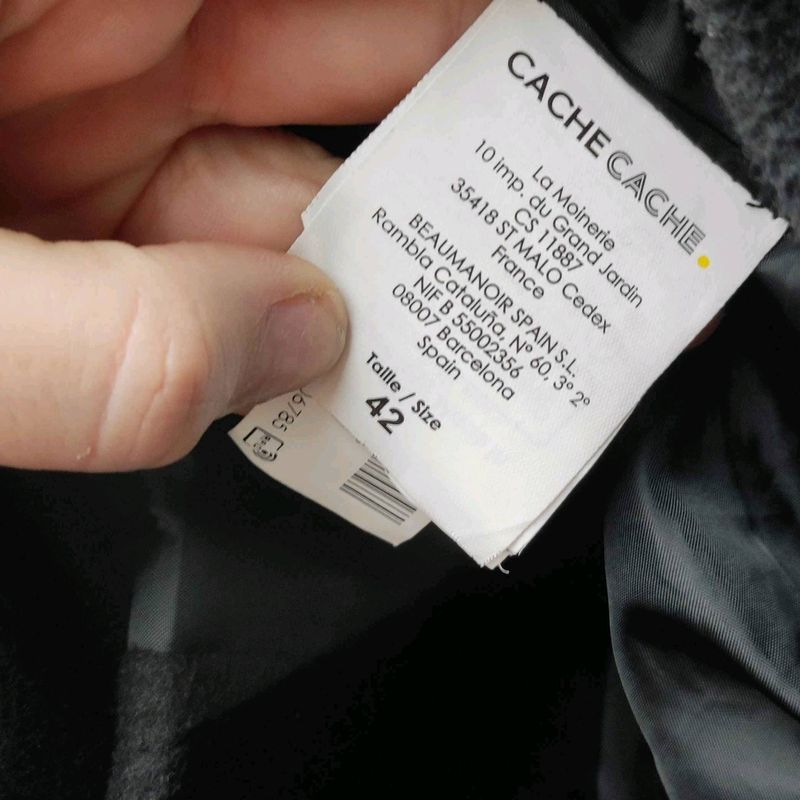 CACHE CACHE.
La Moinerie
10 imp. du Grand Jardin
CS 11887
35418 ST MALO Cedex
France
BEAUMANOIR SPAIN S.L.
Rambla Cataluña, Nº 60, 3º 2º
NIF B 55002356
08007 Barcelona
Spain
Taille / Size
42
6785